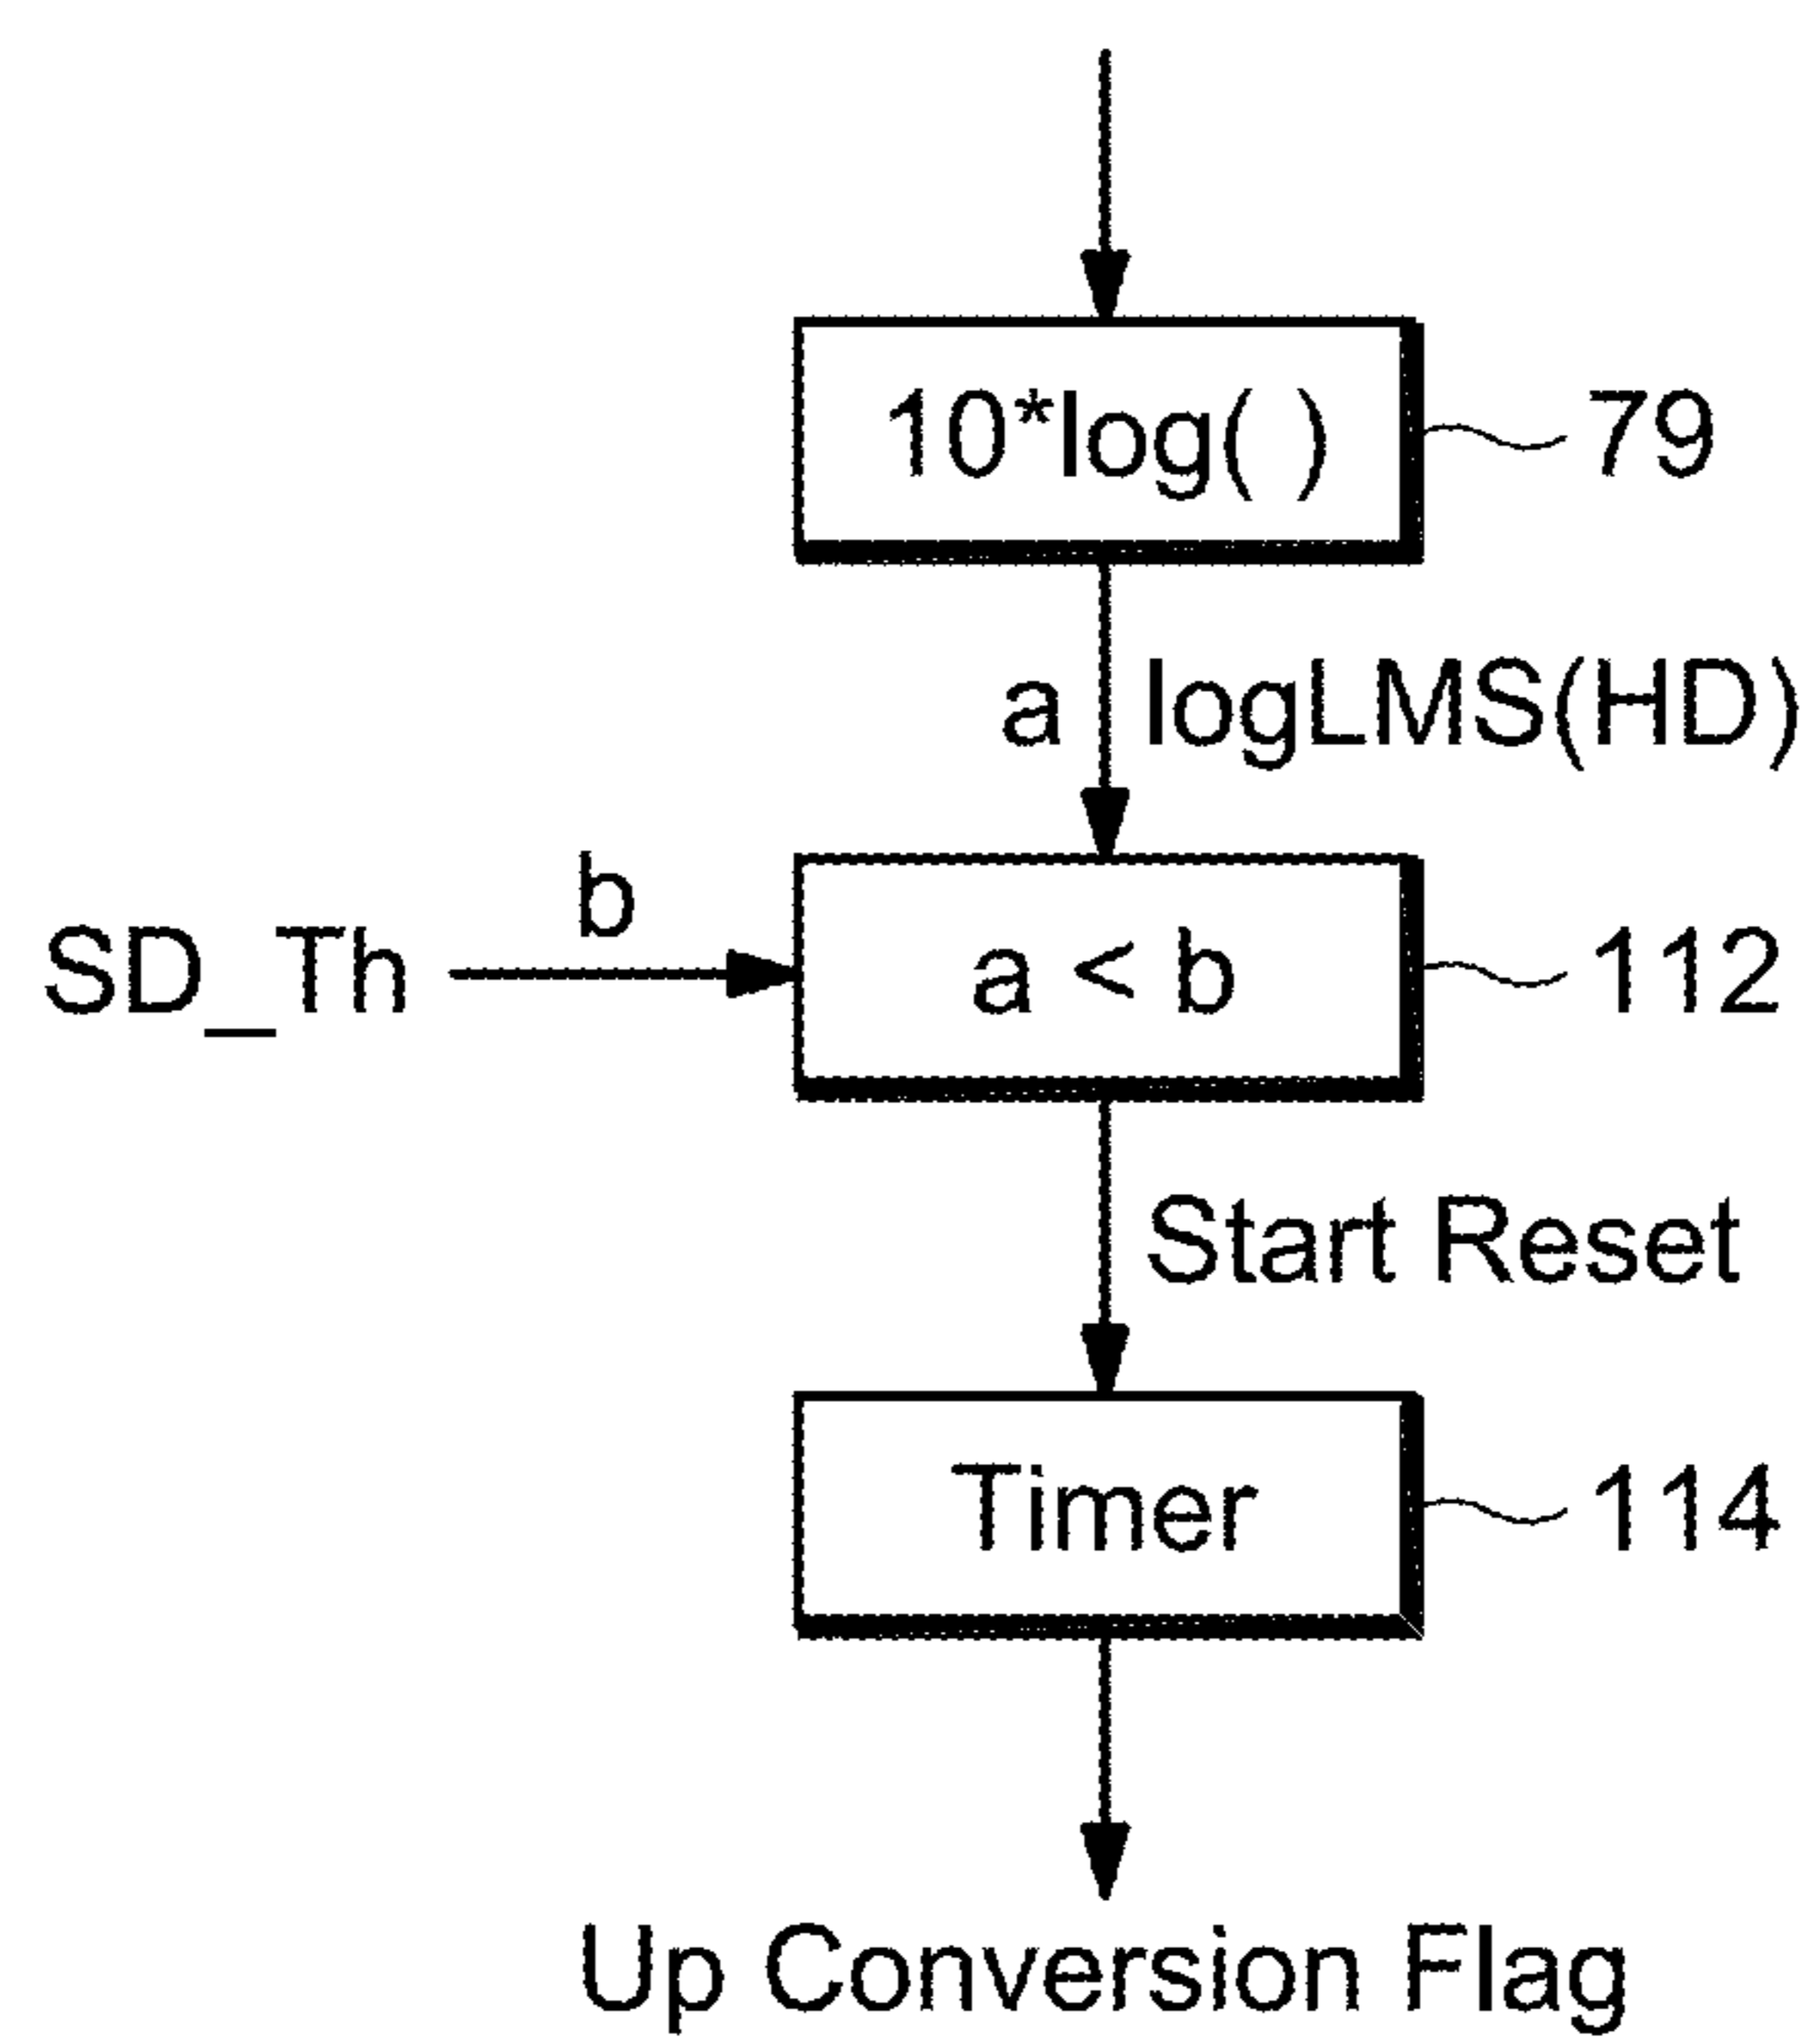 10*log( ) 79
a logLMS(HD)
b
SD_Th a < b 112
Start Reset
Timer 114
Up Conversion Flag